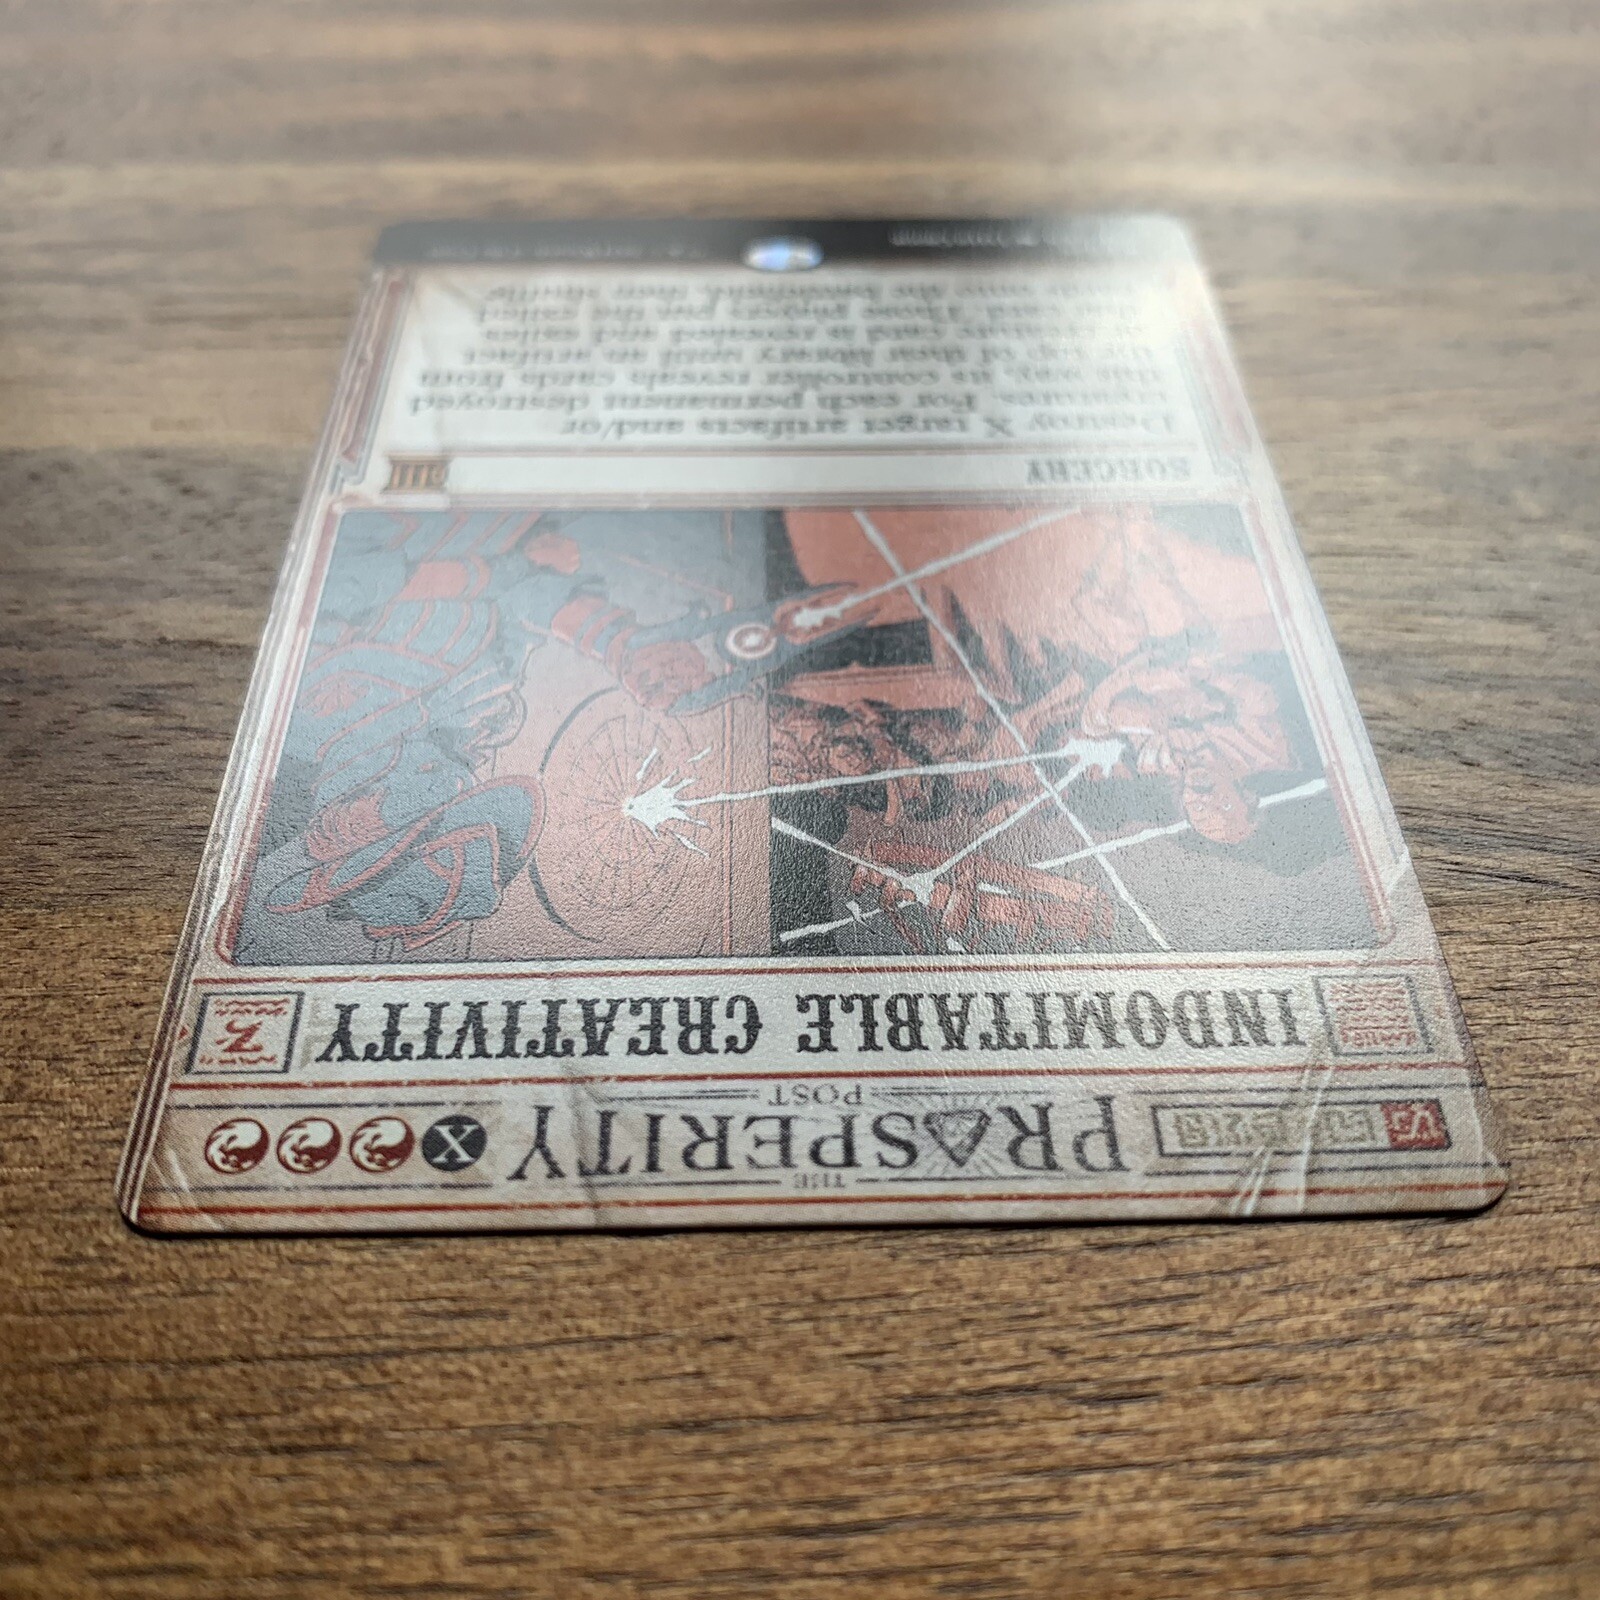 THE
PROSPERITY X
POST
INDOMITABLE CREATIVITY
SORCERY
Destroy X target artifacts and/or
creatures. For each permanent destroyed
this way, its controller reveals cards from
the top of their library until an artifact
or creature card is revealed and exiles
that card. Those players put the exiled
cards onto the battlefield, then shuffle.